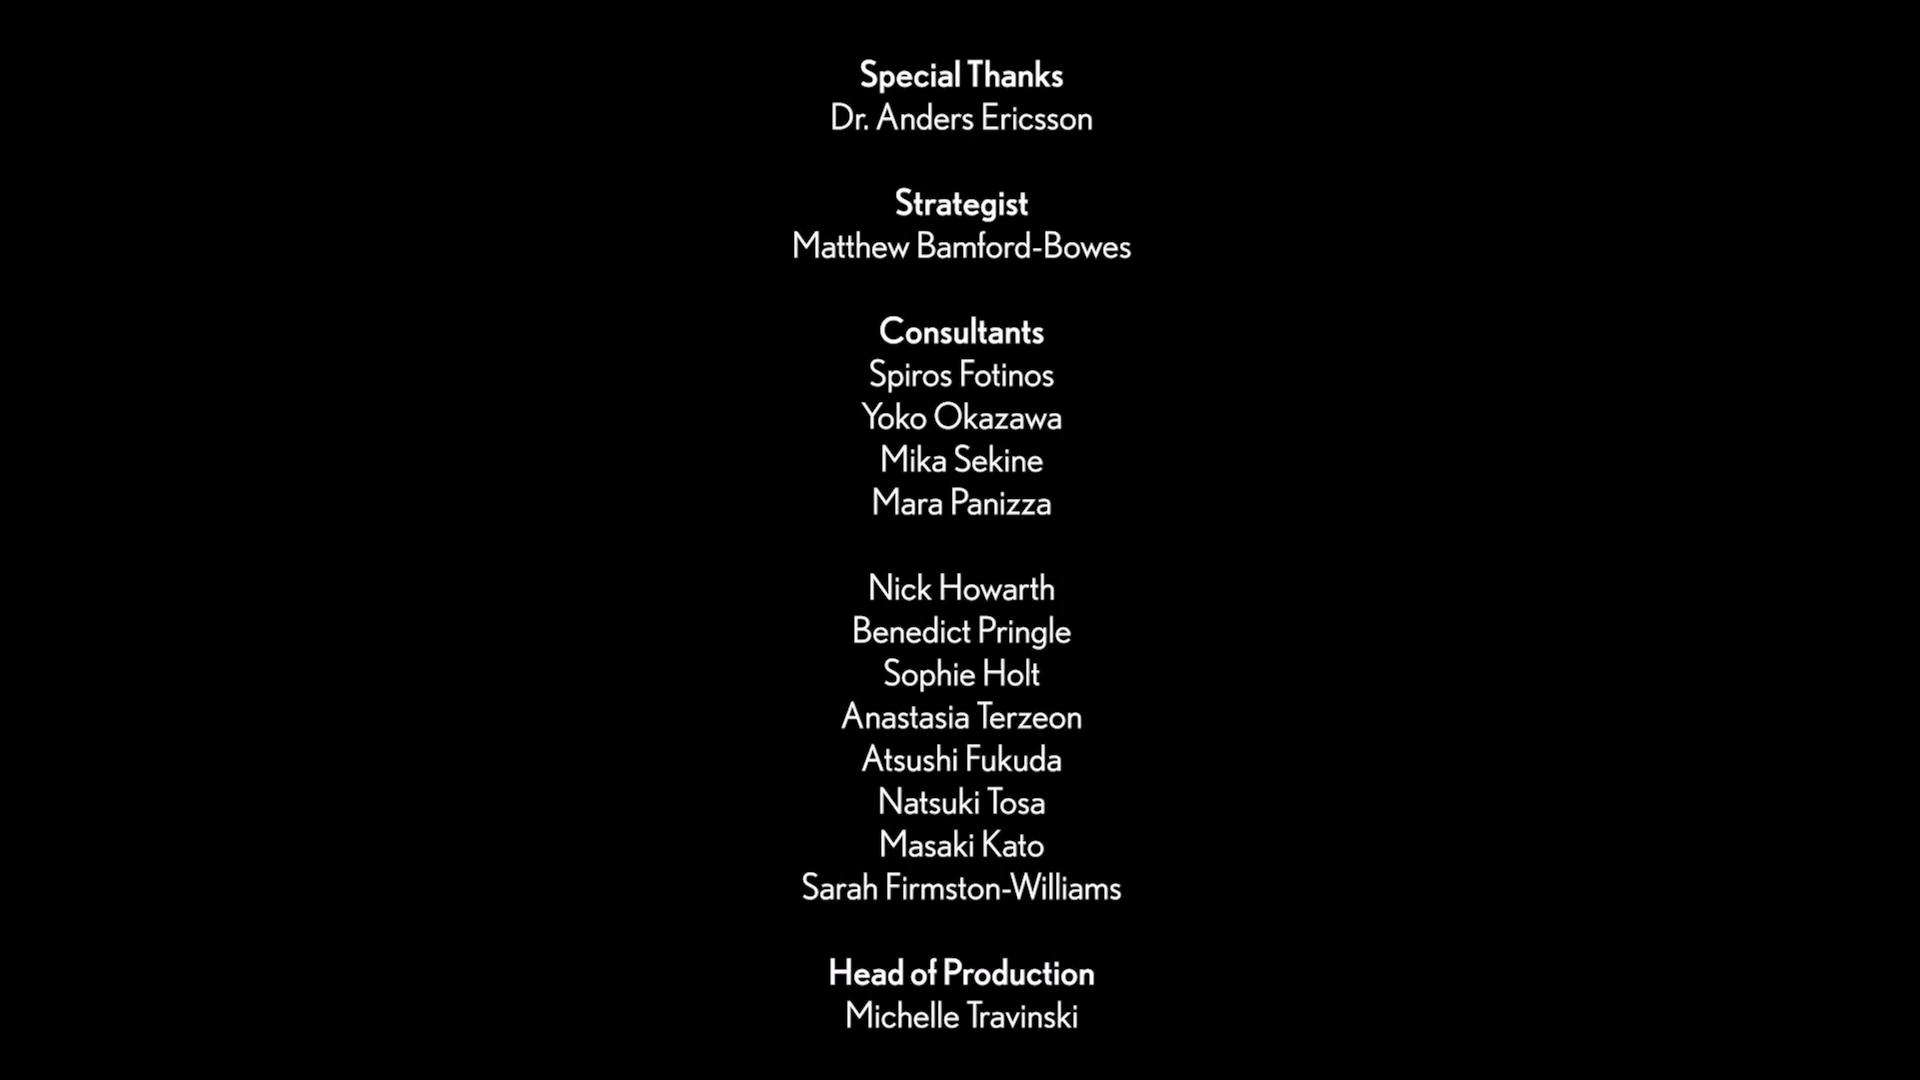 Special Thanks
Dr. Anders Ericsson
Strategist
Matthew Bamford-Bowes
Consultants
Spiros Fotinos
Yoko Okazawa
Mika Sekine
Mara Panizza
Nick Howarth
Benedict Pringle
Sophie Holt
Anastasia Terzeon
Atsushi Fukuda
Natsuki Tosa
Masaki Kato
Sarah Firmston-Williams
Head of Production
Michelle Travinski